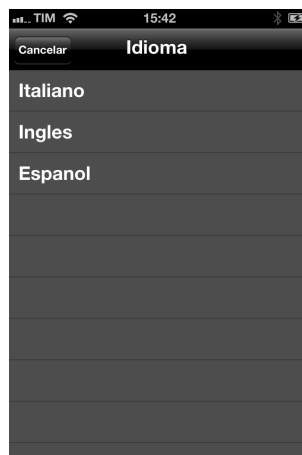 TIM 15:42
Cancelar Idioma
Italiano
Ingles
Espanol